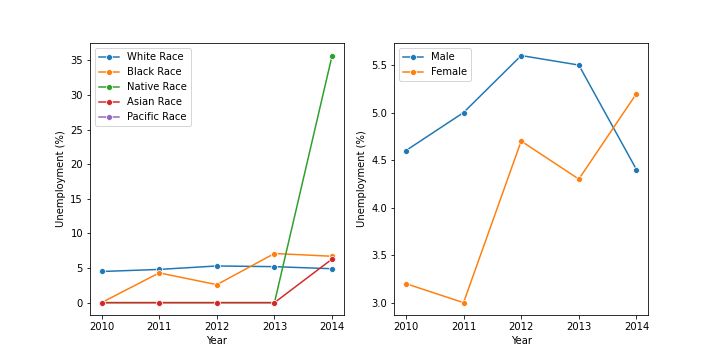 White Race
Black Race
Native Race
Asian Race
Pacific Race
35
30
25
20
15
10
5
0
Unemployment (%)
2010 2011 2012 2013 2014
Year
Male
Female
5.5
5.0
4.5
4.0
3.5
3.0
Unemployment (%)
2010 2011 2012 2013 2014
Year